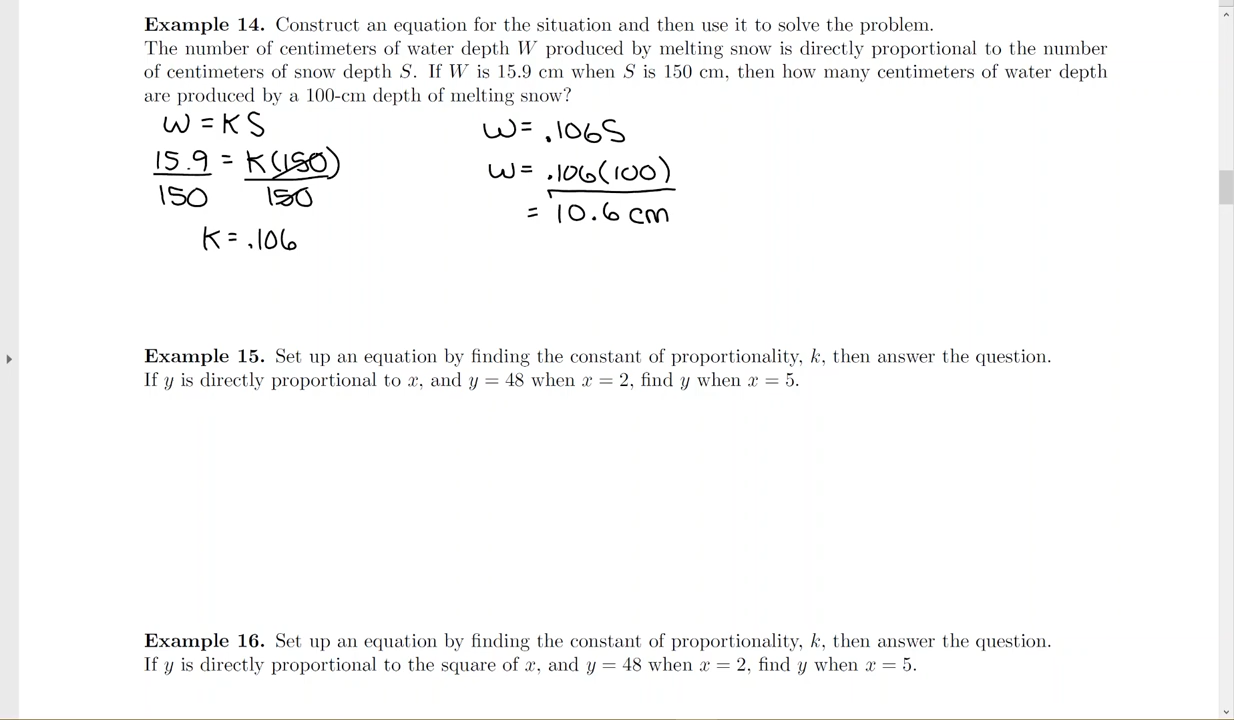 Example 14. Construct an equation for the situation and then use it to solve the problem.
The number of centimeters of water depth W produced by melting snow is directly proportional to the number
of centimeters of snow depth S. If W is 15.9 cm when S is 150 cm, then how many centimeters of water depth
are produced by a 100-cm depth of melting snow?
W = KS
15.9 = K(150)
150 150
K = .106
W = .106S
W = .106(100)
= 10.6 cm
Example 15. Set up an equation by finding the constant of proportionality, k, then answer the question.
If y is directly proportional to x, and y = 48 when x = 2, find y when x = 5.
Example 16. Set up an equation by finding the constant of proportionality, k, then answer the question.
If y is directly proportional to the square of x, and y = 48 when x = 2, find y when x = 5.